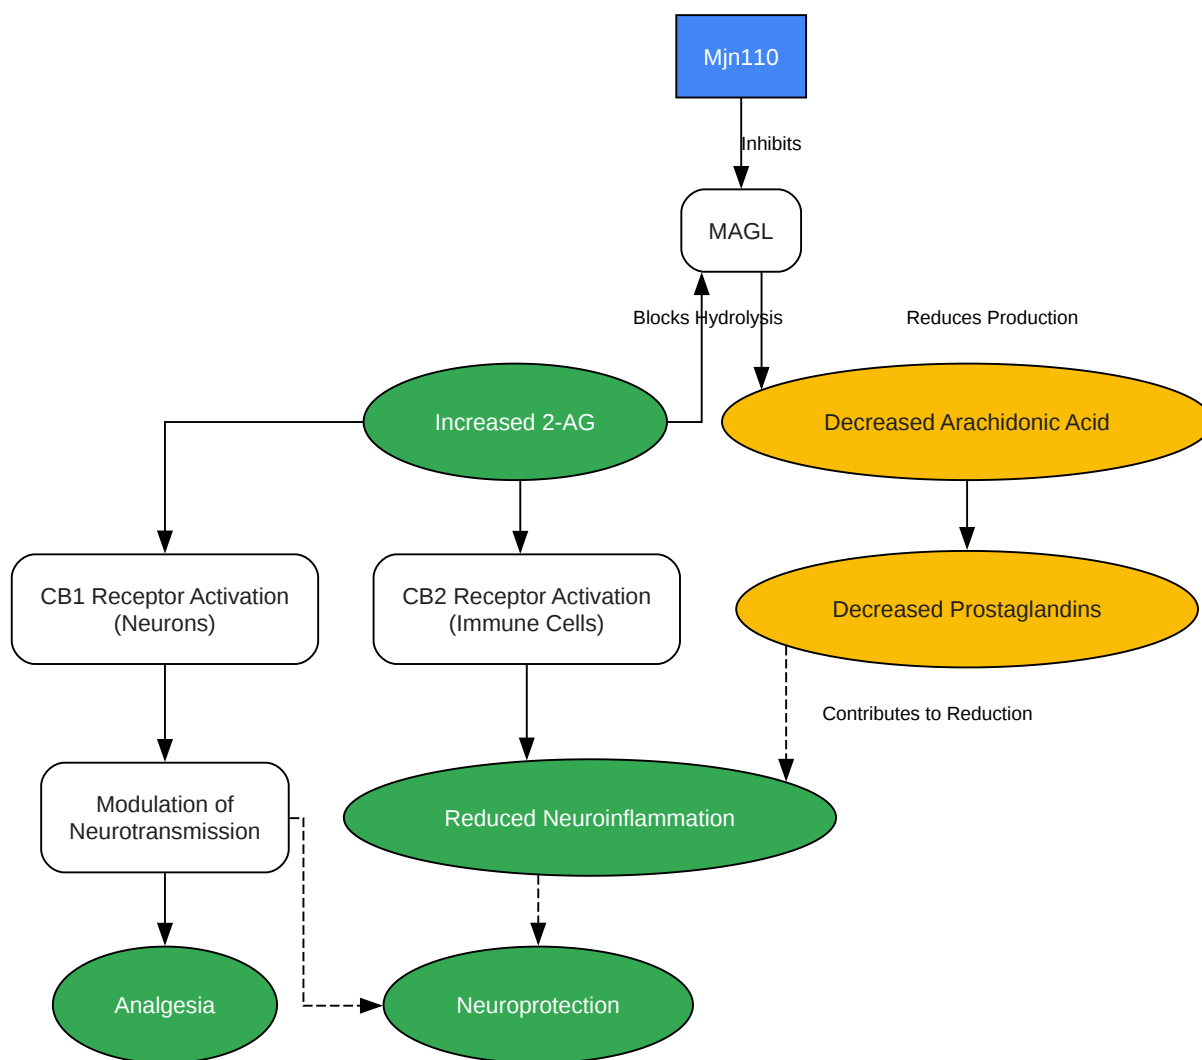 Mjn110
Inhibits
MAGL
Blocks Hydrolysis
Reduces Production
Increased 2-AG
Decreased Arachidonic Acid
CB1 Receptor Activation
(Neurons)
CB2 Receptor Activation
(Immune Cells)
Decreased Prostaglandins
Contributes to Reduction
Modulation of
Neurotransmission
Reduced Neuroinflammation
Analgesia
Neuroprotection